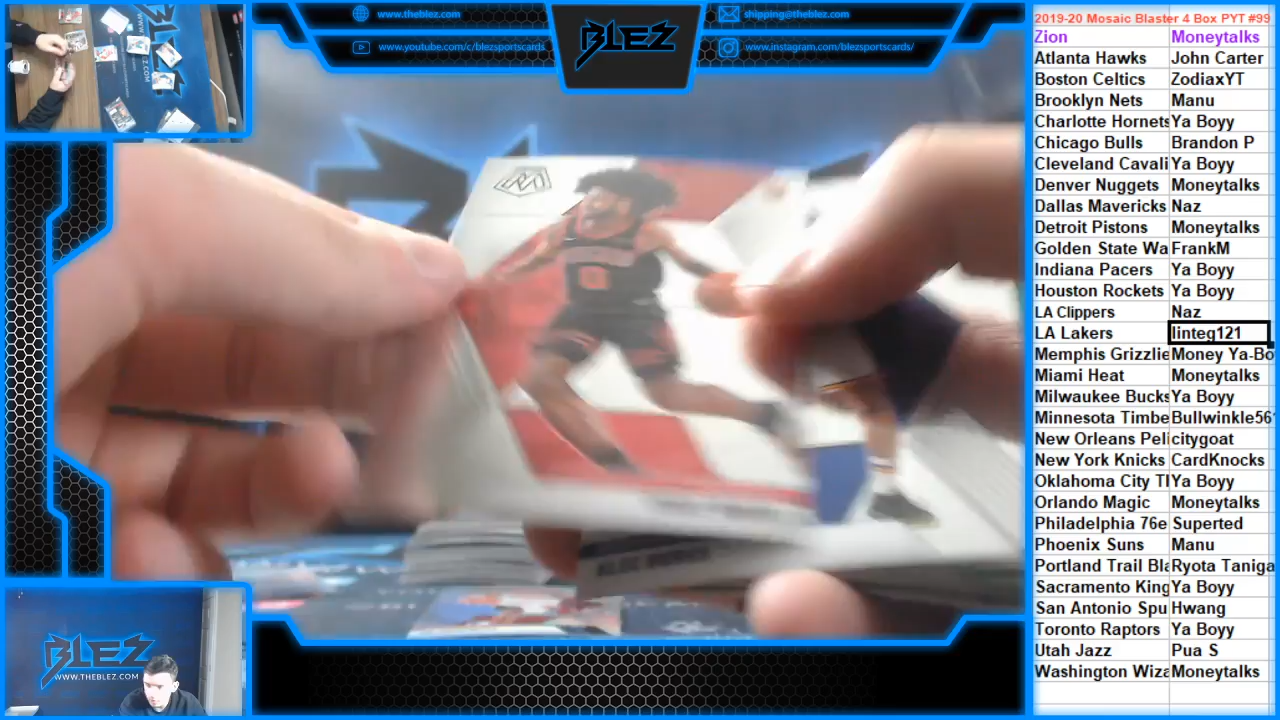 www.theblez.com
shipping@theblez.com
www.youtube.com/c/blezsportscards
www.instagram.com/blezsportscards/
BLEZ
2019-20 Mosaic Blaster 4 Box PYT #99
Zion Moneytalks
Atlanta Hawks John Carter
Boston Celtics ZodiaxYT
Brooklyn Nets Manu
Charlotte Hornets Ya Boyy
Chicago Bulls Brandon P
Cleveland Cavali Ya Boyy
Denver Nuggets Moneytalks
Dallas Mavericks Naz
Detroit Pistons Moneytalks
Golden State Wa FrankM
Indiana Pacers Ya Boyy
Houston Rockets Ya Boyy
LA Clippers Naz
LA Lakers linteg121
Memphis Grizzlie Money Ya-Bo
Miami Heat Moneytalks
Milwaukee Bucks Ya Boyy
Minnesota Timbe Bullwinkle56
New Orleans Peli citygoat
New York Knicks CardKnocks
Oklahoma City Tl Ya Boyy
Orlando Magic Moneytalks
Philadelphia 76e Superted
Phoenix Suns Manu
Portland Trail Bla Ryota Taniga
Sacramento King Ya Boyy
San Antonio Spu Hwang
Toronto Raptors Ya Boyy
Utah Jazz Pua S
Washington Wiza Moneytalks
BLEZ
WWW.THEBLEZ.COM